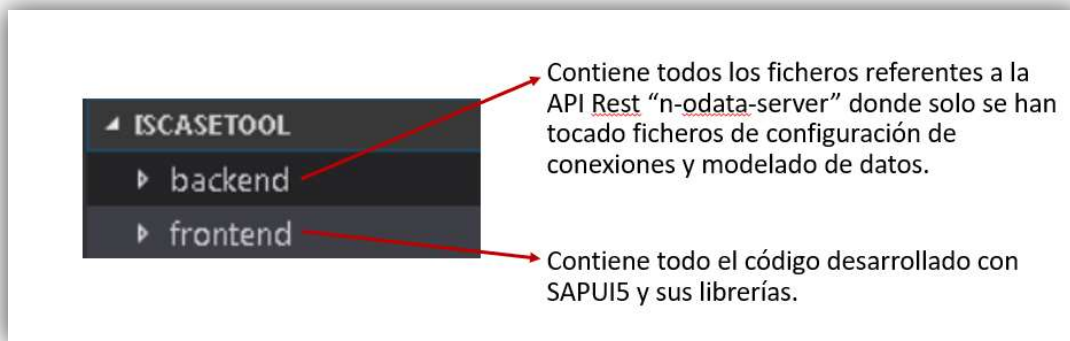 ISCASETOOL
backend
frontend
Contiene todos los ficheros referentes a la
API Rest “n-odata-server” donde solo se han
tocado ficheros de configuración de
conexiones y modelado de datos.
Contiene todo el código desarrollado con
SAPUI5 y sus librerías.